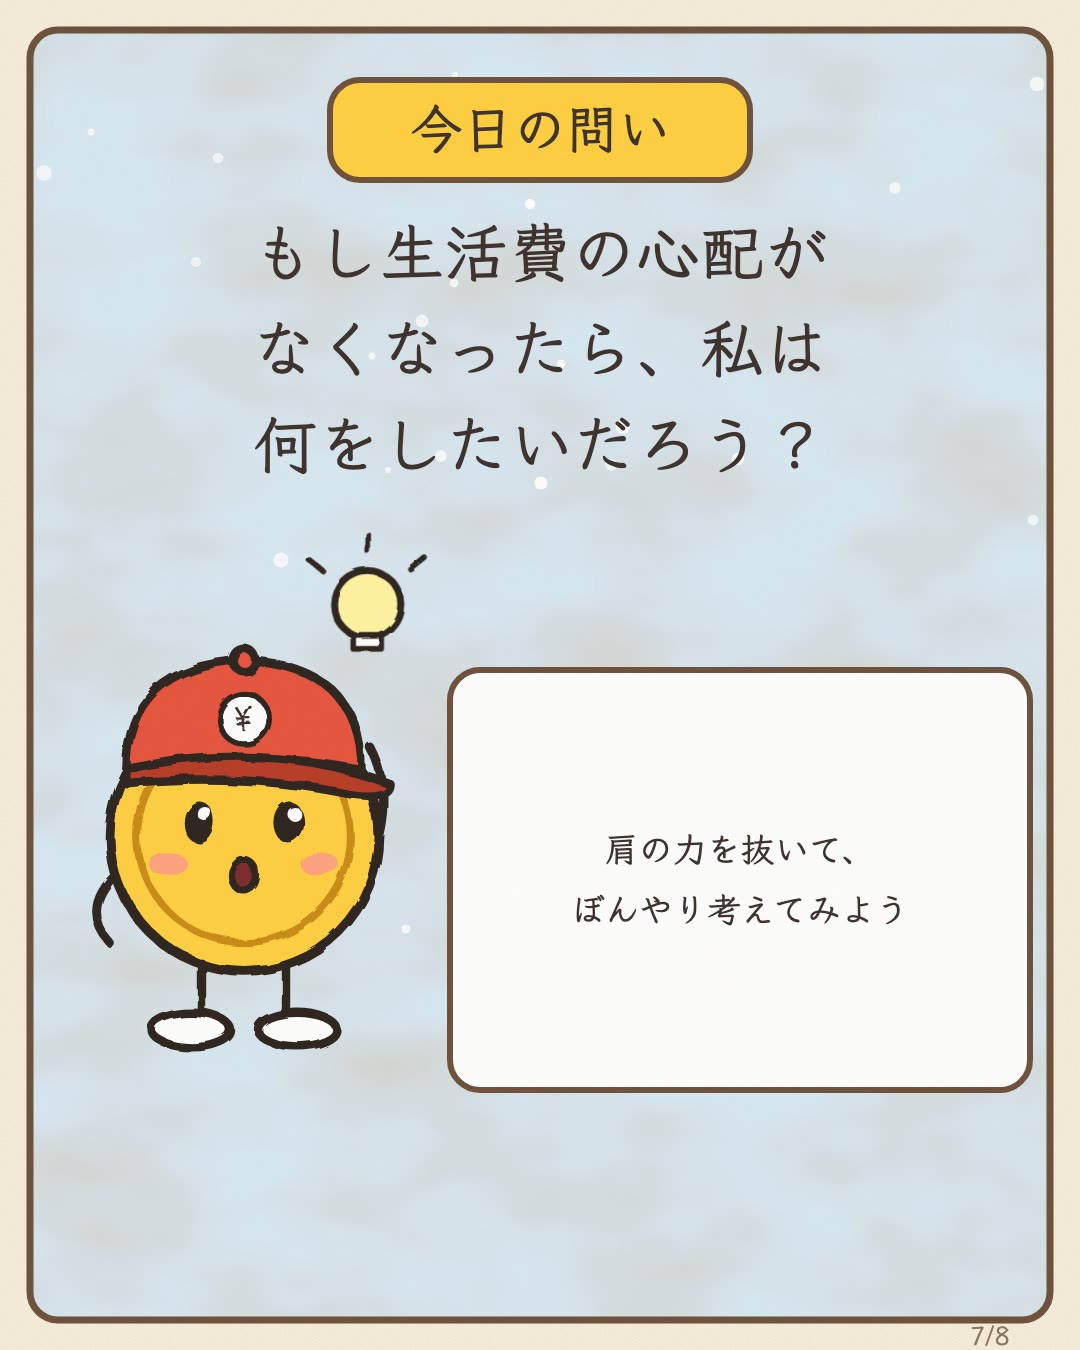 今日の問い
もし生活費の心配が
なくなったら、私は
何をしたいだろう？
¥
肩の力を抜いて、
ぼんやり考えてみよう
7/8